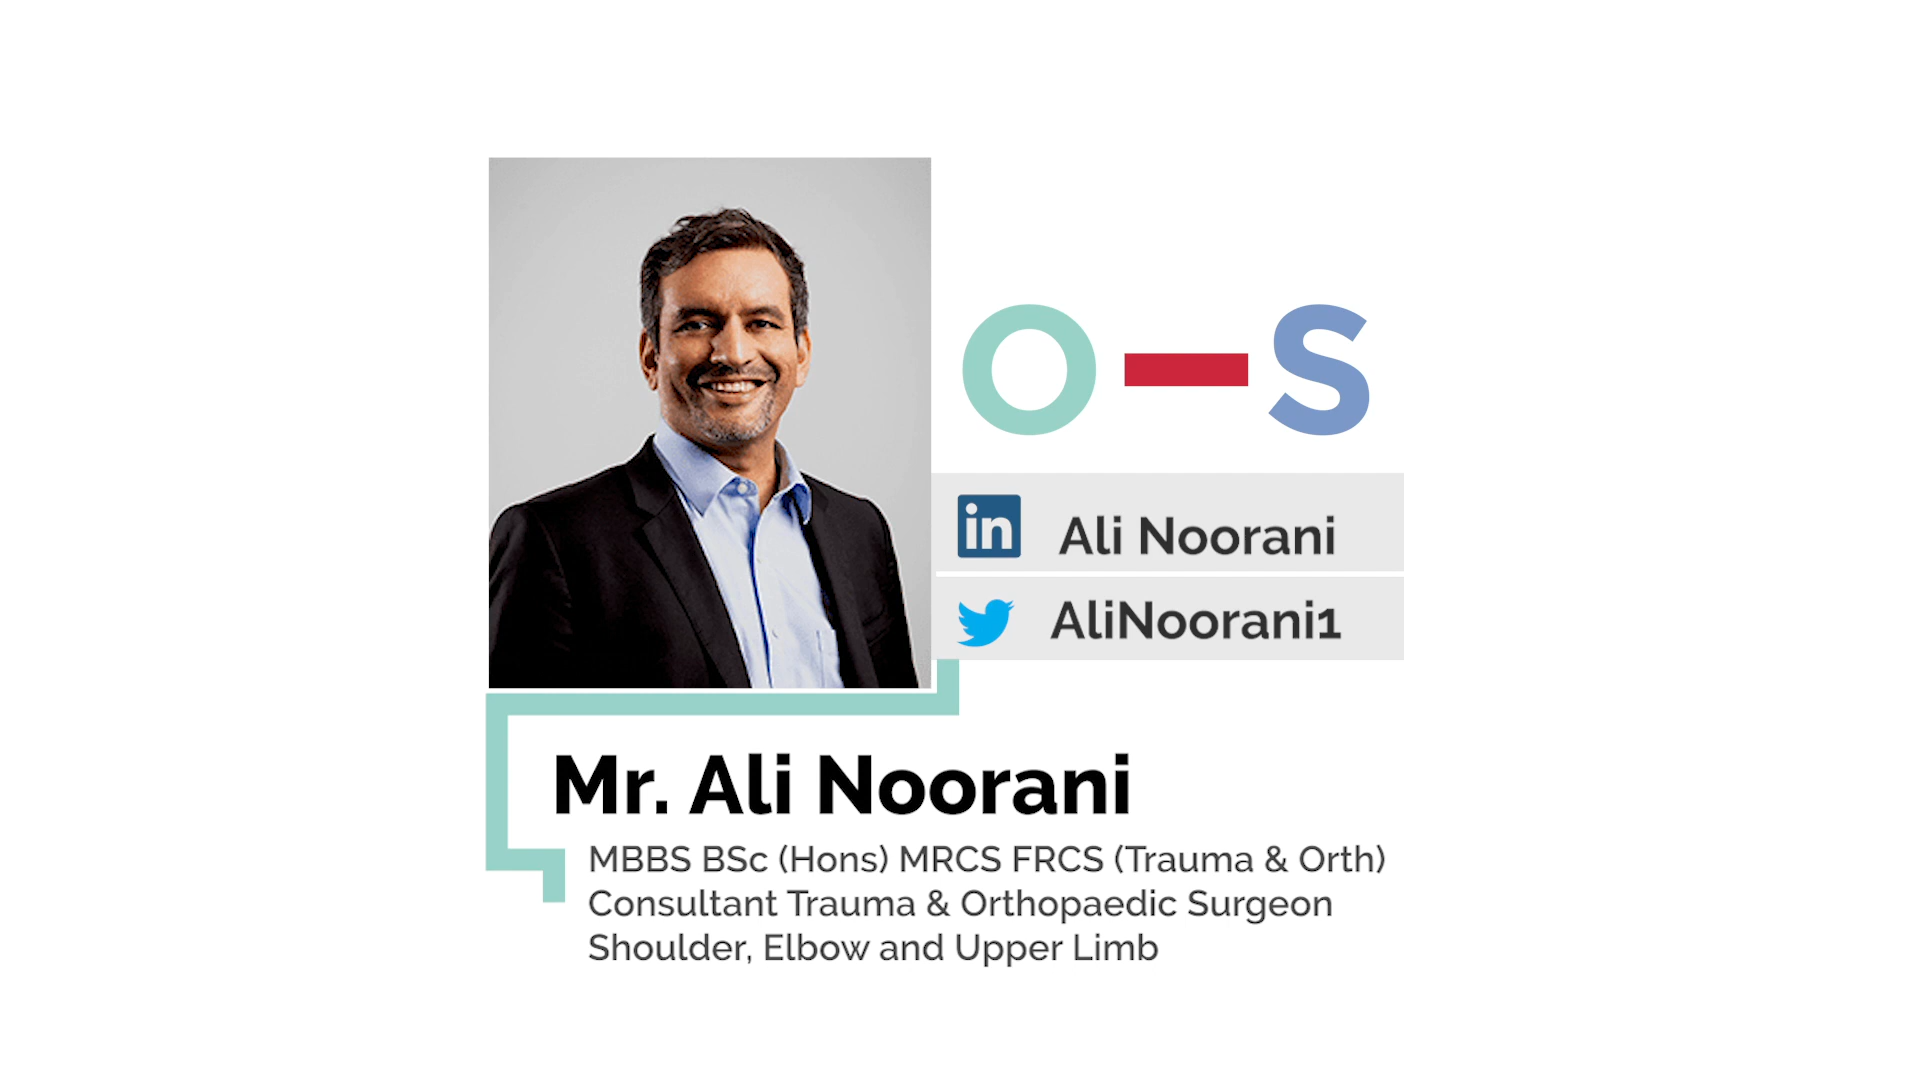 O–S
in
Ali Noorani
AliNoorani1
Mr. Ali Noorani
MBBS BSc (Hons) MRCS FRCS (Trauma & Orth)
Consultant Trauma & Orthopaedic Surgeon
Shoulder, Elbow and Upper Limb